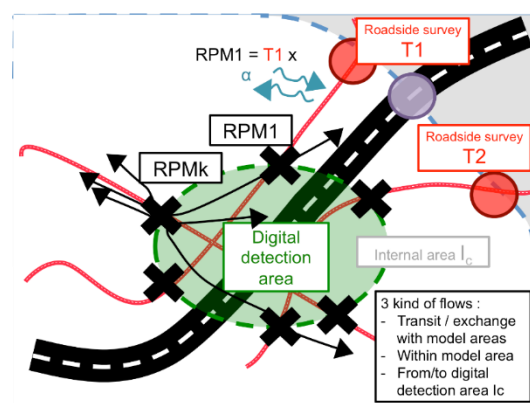 Roadside survey
T1
RPM1 = T1 x
α
RPM1
Roadside survey
T2
RPMk
Digital
detection
area
Internal area Ic
3 kind of flows :
- Transit / exchange
with model areas
- Within model area
- From/to digital
detection area Ic